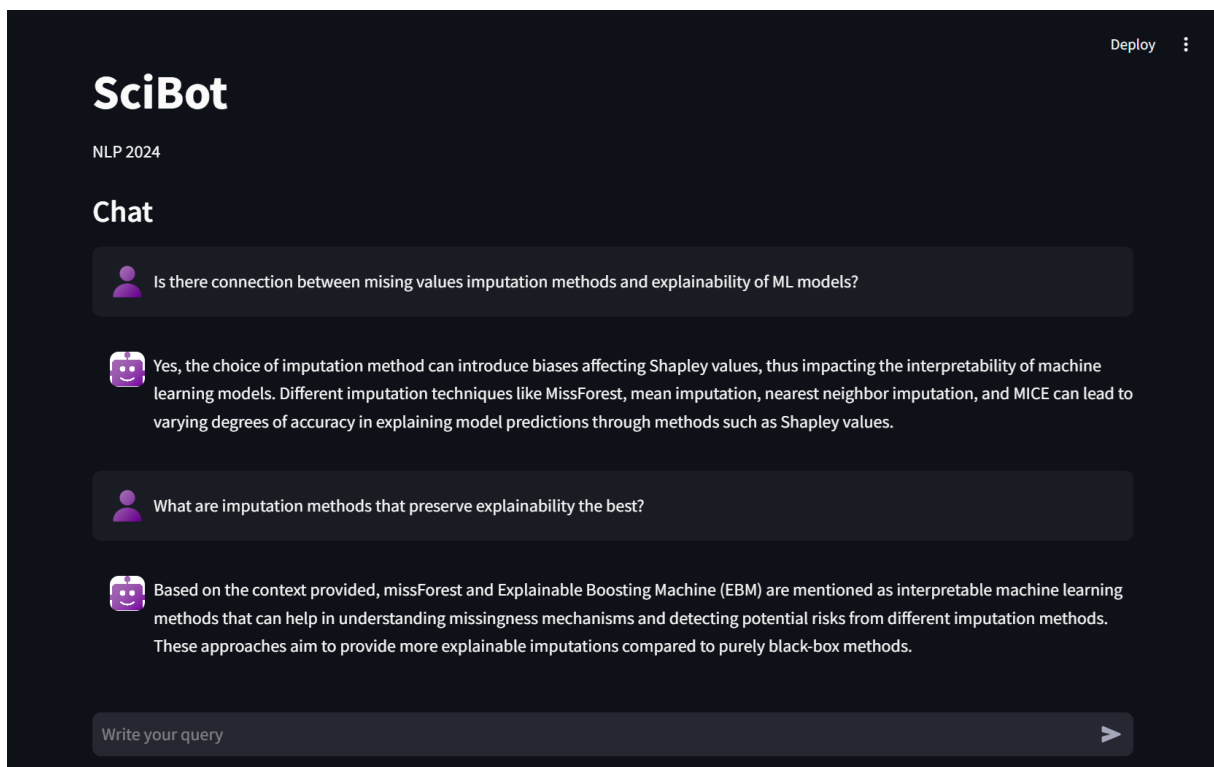 Deploy
SciBot
NLP 2024
Chat
Is there connection between mising values imputation methods and explainability of ML models?
Yes, the choice of imputation method can introduce biases affecting Shapley values, thus impacting the interpretability of machine
learning models. Different imputation techniques like MissForest, mean imputation, nearest neighbor imputation, and MICE can lead to
varying degrees of accuracy in explaining model predictions through methods such as Shapley values.
What are imputation methods that preserve explainability the best?
Based on the context provided, missForest and Explainable Boosting Machine (EBM) are mentioned as interpretable machine learning
methods that can help in understanding missingness mechanisms and detecting potential risks from different imputation methods.
These approaches aim to provide more explainable imputations compared to purely black-box methods.
Write your query